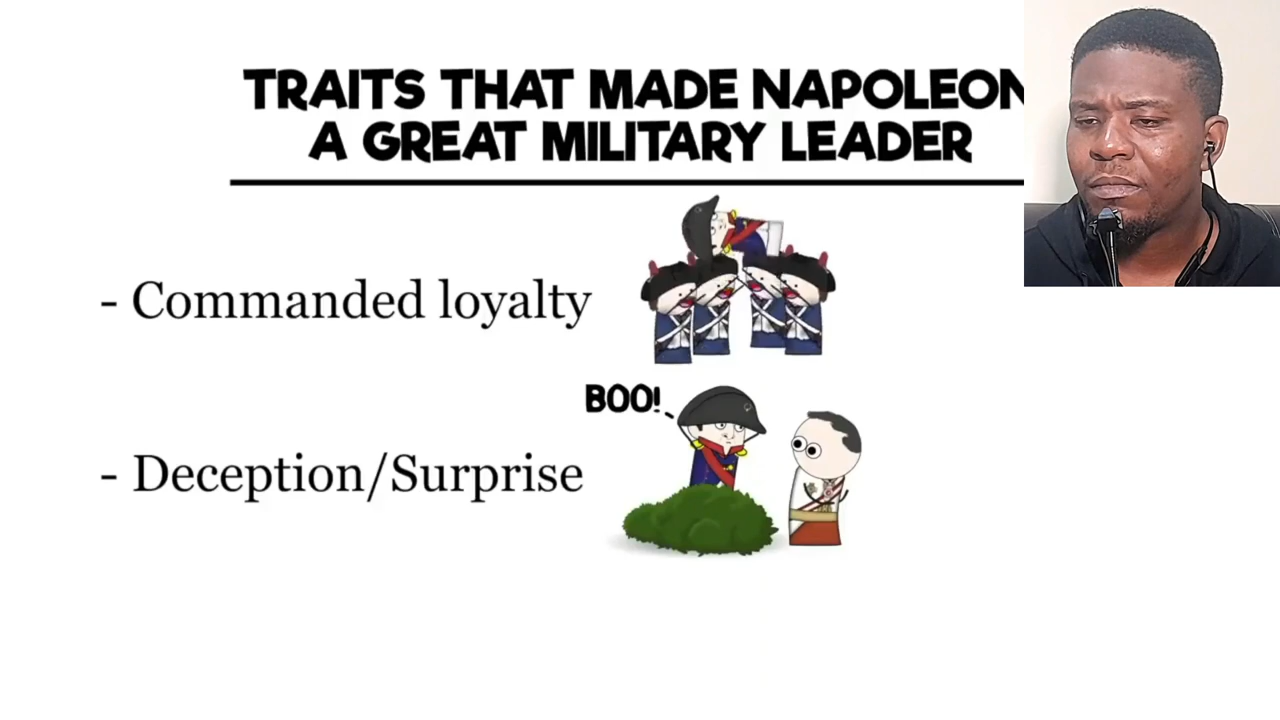 TRAITS THAT MADE NAPOLEON
A GREAT MILITARY LEADER
- Commanded loyalty
BOO!
- Deception/Surprise